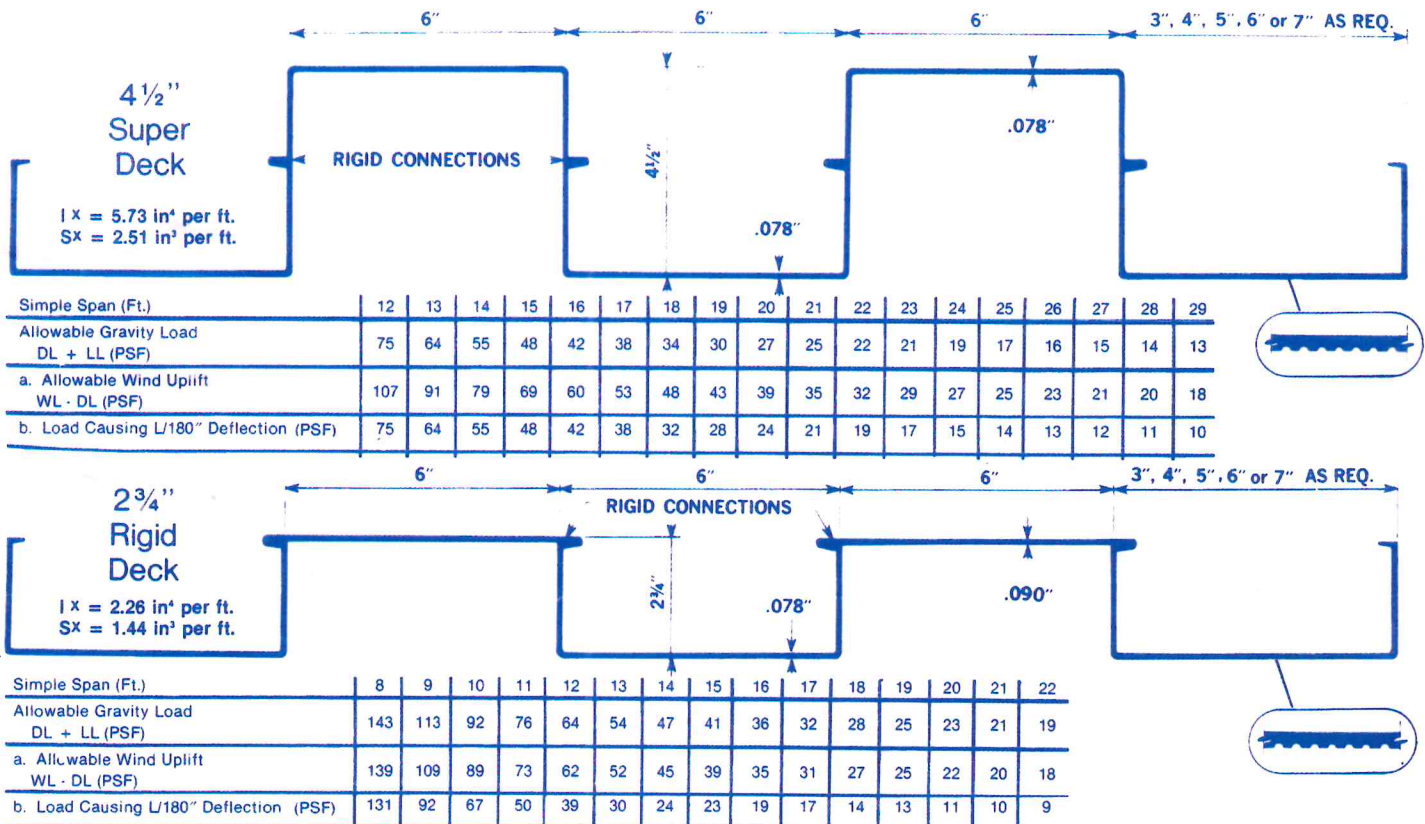 6″ 6″ 6″ 3″, 4″, 5″, 6″ or 7″ AS REQ.
4½″
Super
Deck
.078″
RIGID CONNECTIONS
4½″
I x = 5.73 in⁴ per ft.
Sx = 2.51 in³ per ft.
.078″
Simple Span (Ft.) 12 13 14 15 16 17 18 19 20 21 22 23 24 25 26 27 28 29
Allowable Gravity Load
DL + LL (PSF) 75 64 55 48 42 38 34 30 27 25 22 21 19 17 16 15 14 13
a. Allowable Wind Uplift
WL - DL (PSF) 107 91 79 69 60 53 48 43 39 35 32 29 27 25 23 21 20 18
b. Load Causing L/180″ Deflection (PSF) 75 64 55 48 42 38 32 28 24 21 19 17 15 14 13 12 11 10
6″ 6″ 6″ 3″, 4″, 5″, 6″ or 7″ AS REQ.
2¾″
Rigid
Deck
RIGID CONNECTIONS
I x = 2.26 in⁴ per ft.
Sx = 1.44 in³ per ft.
2¾″
.078″
.090″
Simple Span (Ft.) 8 9 10 11 12 13 14 15 16 17 18 19 20 21 22
Allowable Gravity Load
DL + LL (PSF) 143 113 92 76 64 54 47 41 36 32 28 25 23 21 19
a. Allowable Wind Uplift
WL - DL (PSF) 139 109 89 73 62 52 45 39 35 31 27 25 22 20 18
b. Load Causing L/180″ Deflection (PSF) 131 92 67 50 39 30 24 23 19 17 14 13 11 10 9